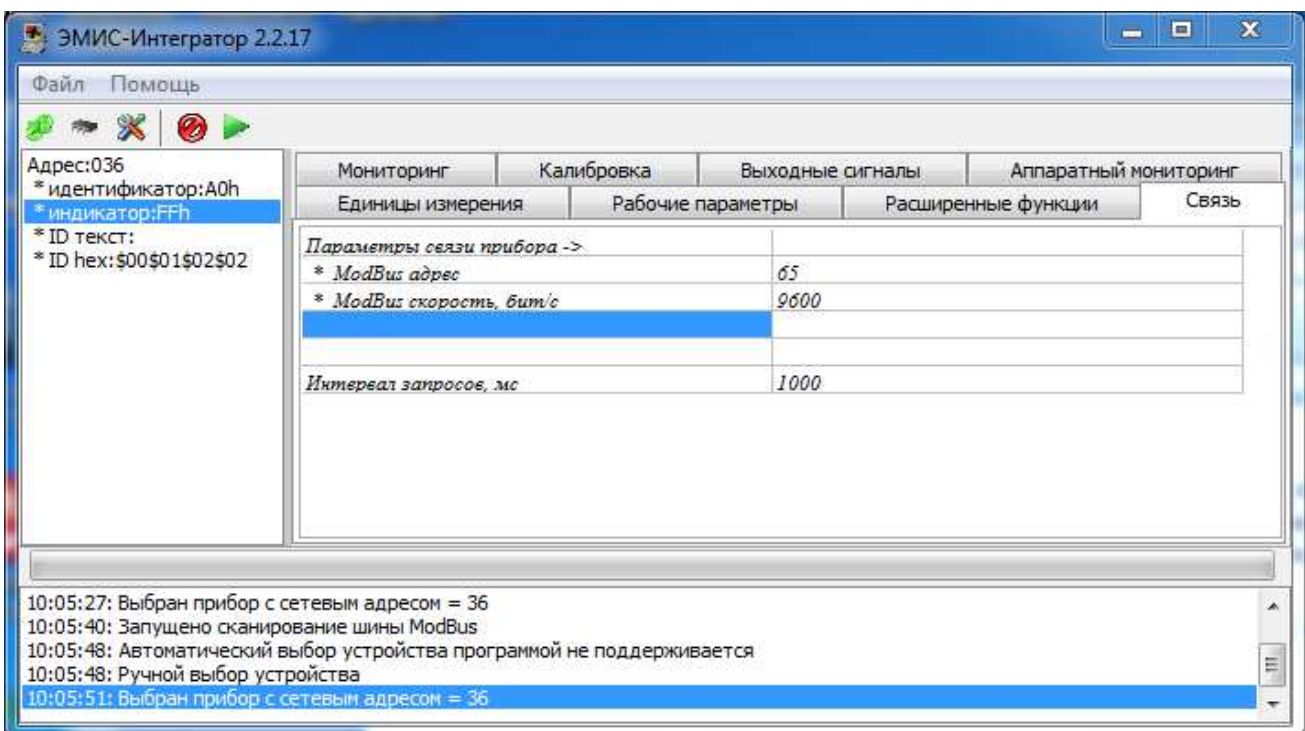 ЭМИС-Интегратор 2.2.17
Файл Помощь
Адрес:036
* идентификатор:A0h
* индикатор:FFh
* ID текст:
* ID hex:$00$01$02$02
Мониторинг Калибровка Выходные сигналы Аппаратный мониторинг
Единицы измерения Рабочие параметры Расширенные функции Связь
Параметры связи прибора ->
* ModBus адрес 65
* ModBus скорость, бит/с 9600
Интервал запросов, мс 1000
10:05:27: Выбран прибор с сетевым адресом = 36
10:05:40: Запущено сканирование шины ModBus
10:05:48: Автоматический выбор устройства программой не поддерживается
10:05:48: Ручной выбор устройства
10:05:51: Выбран прибор с сетевым адресом = 36